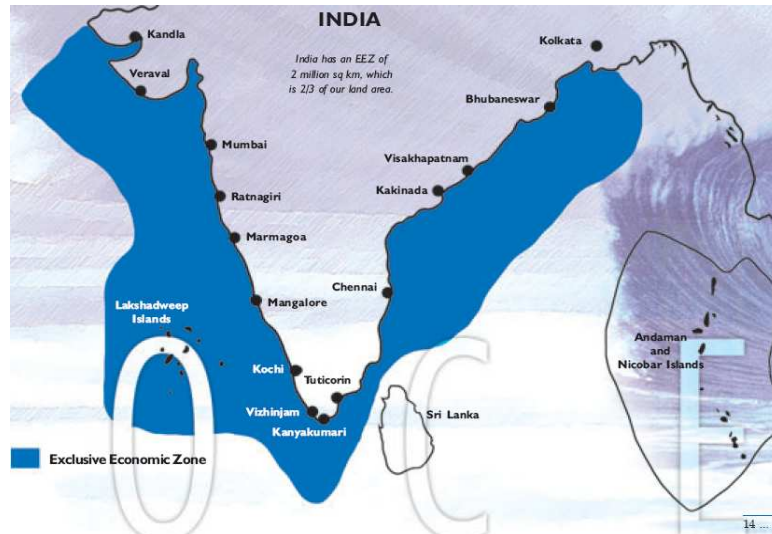 INDIA
India has an EEZ of
2 million sq km, which
is 2/3 of our land area.
Kandla
Kolkata
Veraval
Bhubaneswar
Mumbai
Visakhapatnam
Kakinada
Ratnagiri
Marmagoa
Chennai
Mangalore
Lakshadweep
Islands
Andaman
and
Nicobar Islands
Kochi
Tuticorin
Vizhinjam
Kanyakumari
Sri Lanka
Exclusive Economic Zone
O C E
14 ...